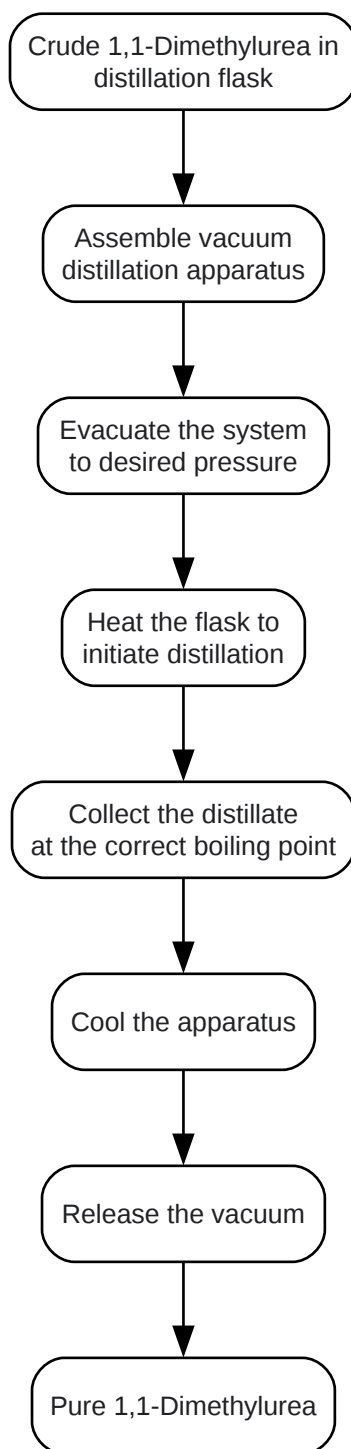 Crude 1,1-Dimethylurea in
distillation flask
Assemble vacuum
distillation apparatus
Evacuate the system
to desired pressure
Heat the flask to
initiate distillation
Collect the distillate
at the correct boiling point
Cool the apparatus
Release the vacuum
Pure 1,1-Dimethylurea